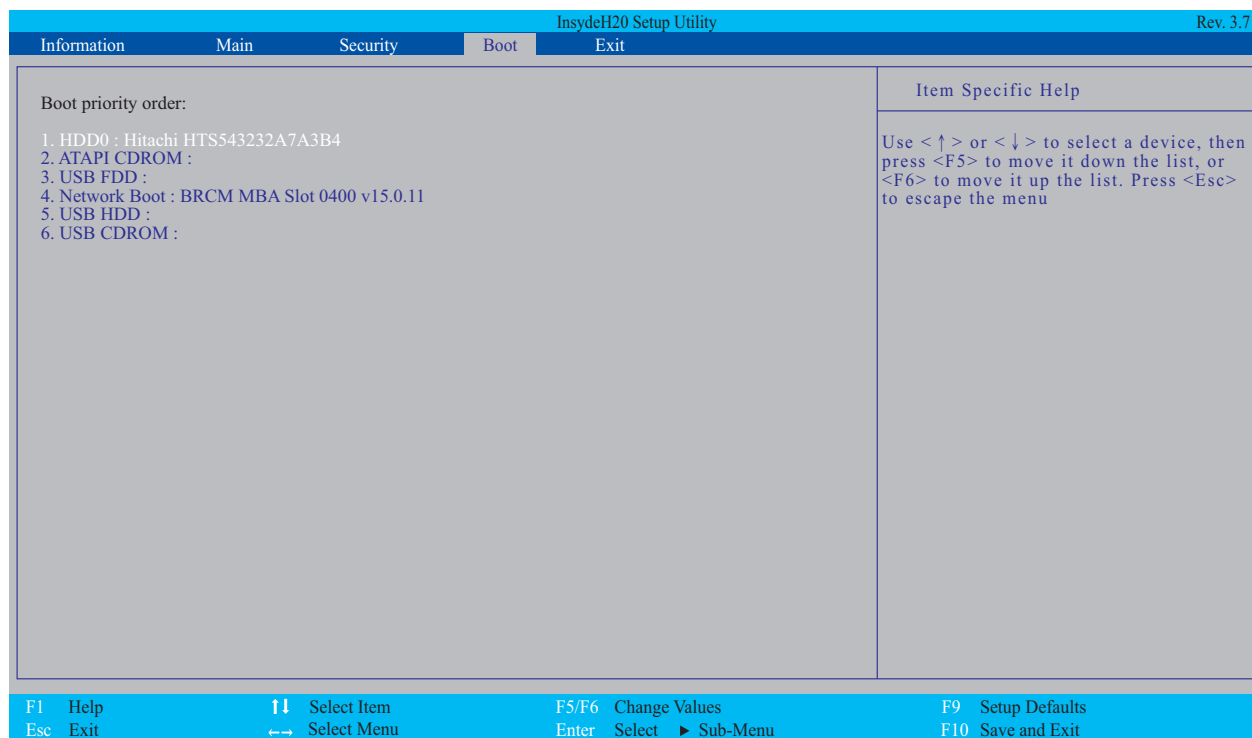 InsydeH20 Setup Utility Rev. 3.7
Information Main Security Boot Exit
Boot priority order:
1. HDD0 : Hitachi HTS543232A7A3B4
2. ATAPI CDROM :
3. USB FDD :
4. Network Boot : BRCM MBA Slot 0400 v15.0.11
5. USB HDD :
6. USB CDROM :
Item Specific Help
Use < ↑ > or < ↓ > to select a device, then
press <F5> to move it down the list, or
<F6> to move it up the list. Press <Esc>
to escape the menu
F1 Help ↑↓ Select Item F5/F6 Change Values F9 Setup Defaults
Esc Exit ←→ Select Menu Enter Select ► Sub-Menu F10 Save and Exit